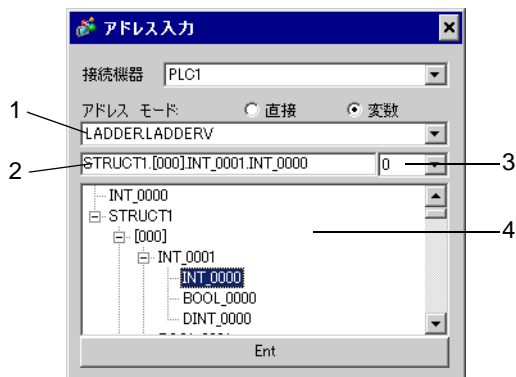 アドレス入力
接続機器 PLC1
アドレス モード: 直接 変数
1
LADDER.LADDERV
2
STRUCT1.[000].INT_0001.INT_0000 0
3
INT_0000
STRUCT1
[000]
4
INT_0001
INT_0000
BOOL_0000
DINT_0000
Ent